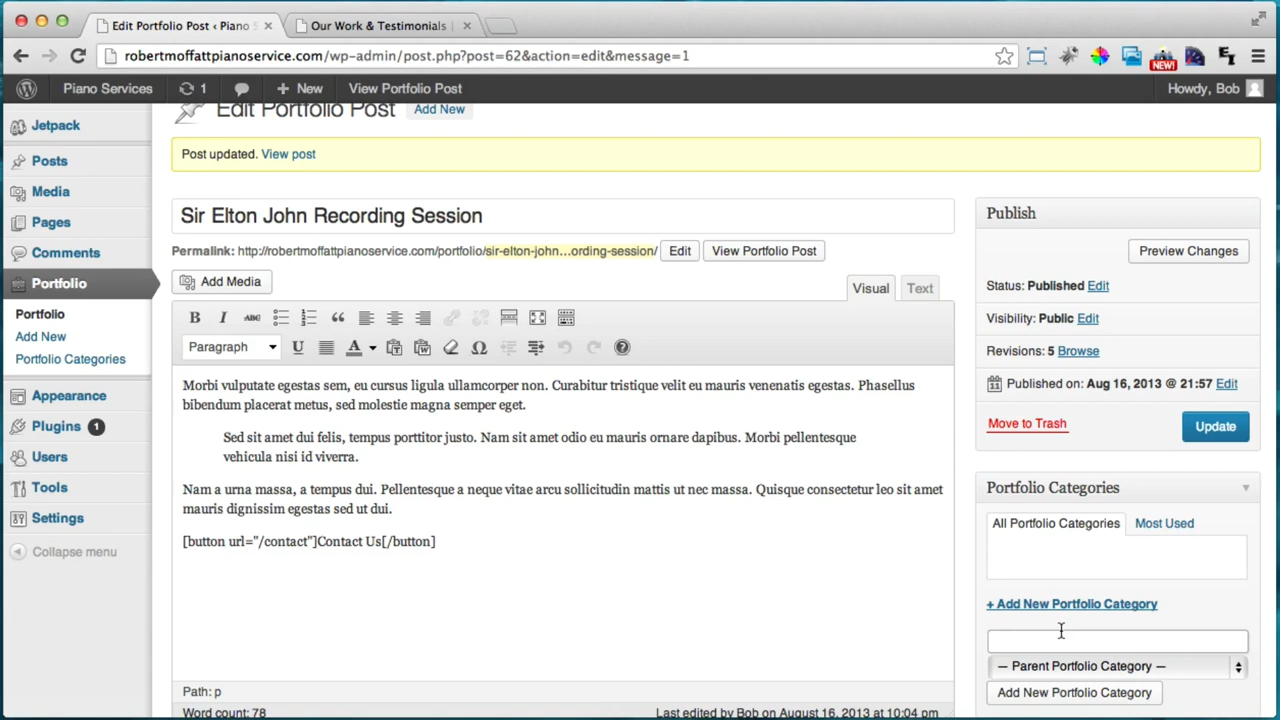 Edit Portfolio Post ‹ Piano S
Our Work & Testimonials |
robertmoffattpianoservice.com/wp-admin/post.php?post=62&action=edit&message=1
NEW!
Piano Services
1
+ New
View Portfolio Post
Howdy, Bob
Jetpack
Posts
Media
Pages
Comments
Portfolio
Portfolio
Add New
Portfolio Categories
Appearance
Plugins 1
Users
Tools
Settings
Collapse menu
Edit Portfolio Post Add New
Post updated. View post
Sir Elton John Recording Session
Permalink: http://robertmoffattpianoservice.com/portfolio/sir-elton-john…ording-session/ Edit View Portfolio Post
Add Media
Visual Text
B I ABC
Paragraph U A Ω ?
Morbi vulputate egestas sem, eu cursus ligula ullamcorper non. Curabitur tristique velit eu mauris venenatis egestas. Phasellus
bibendum placerat metus, sed molestie magna semper eget.
Sed sit amet dui felis, tempus porttitor justo. Nam sit amet odio eu mauris ornare dapibus. Morbi pellentesque
vehicula nisi id viverra.
Nam a urna massa, a tempus dui. Pellentesque a neque vitae arcu sollicitudin mattis ut nec massa. Quisque consectetur leo sit amet
mauris dignissim egestas sed ut dui.
[button url="/contact"]Contact Us[/button]
Path: p
Word count: 78
Last edited by Bob on August 16, 2013 at 10:04 pm
Publish
Preview Changes
Status: Published Edit
Visibility: Public Edit
Revisions: 5 Browse
11 Published on: Aug 16, 2013 @ 21:57 Edit
Move to Trash
Update
Portfolio Categories
All Portfolio Categories Most Used
+ Add New Portfolio Category
— Parent Portfolio Category —
Add New Portfolio Category